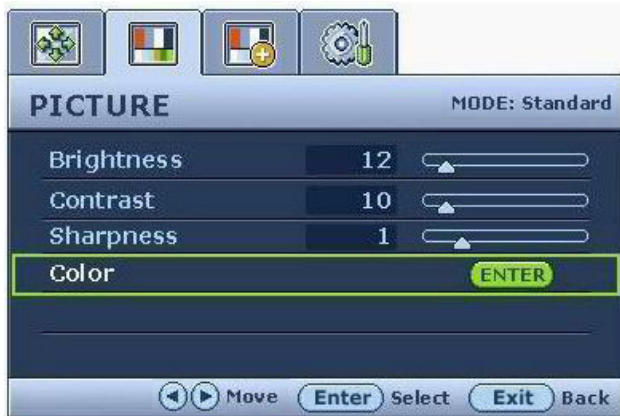 PICTURE MODE: Standard
Brightness 12
Contrast 10
Sharpness 1
Color ENTER
Move Enter Select Exit Back